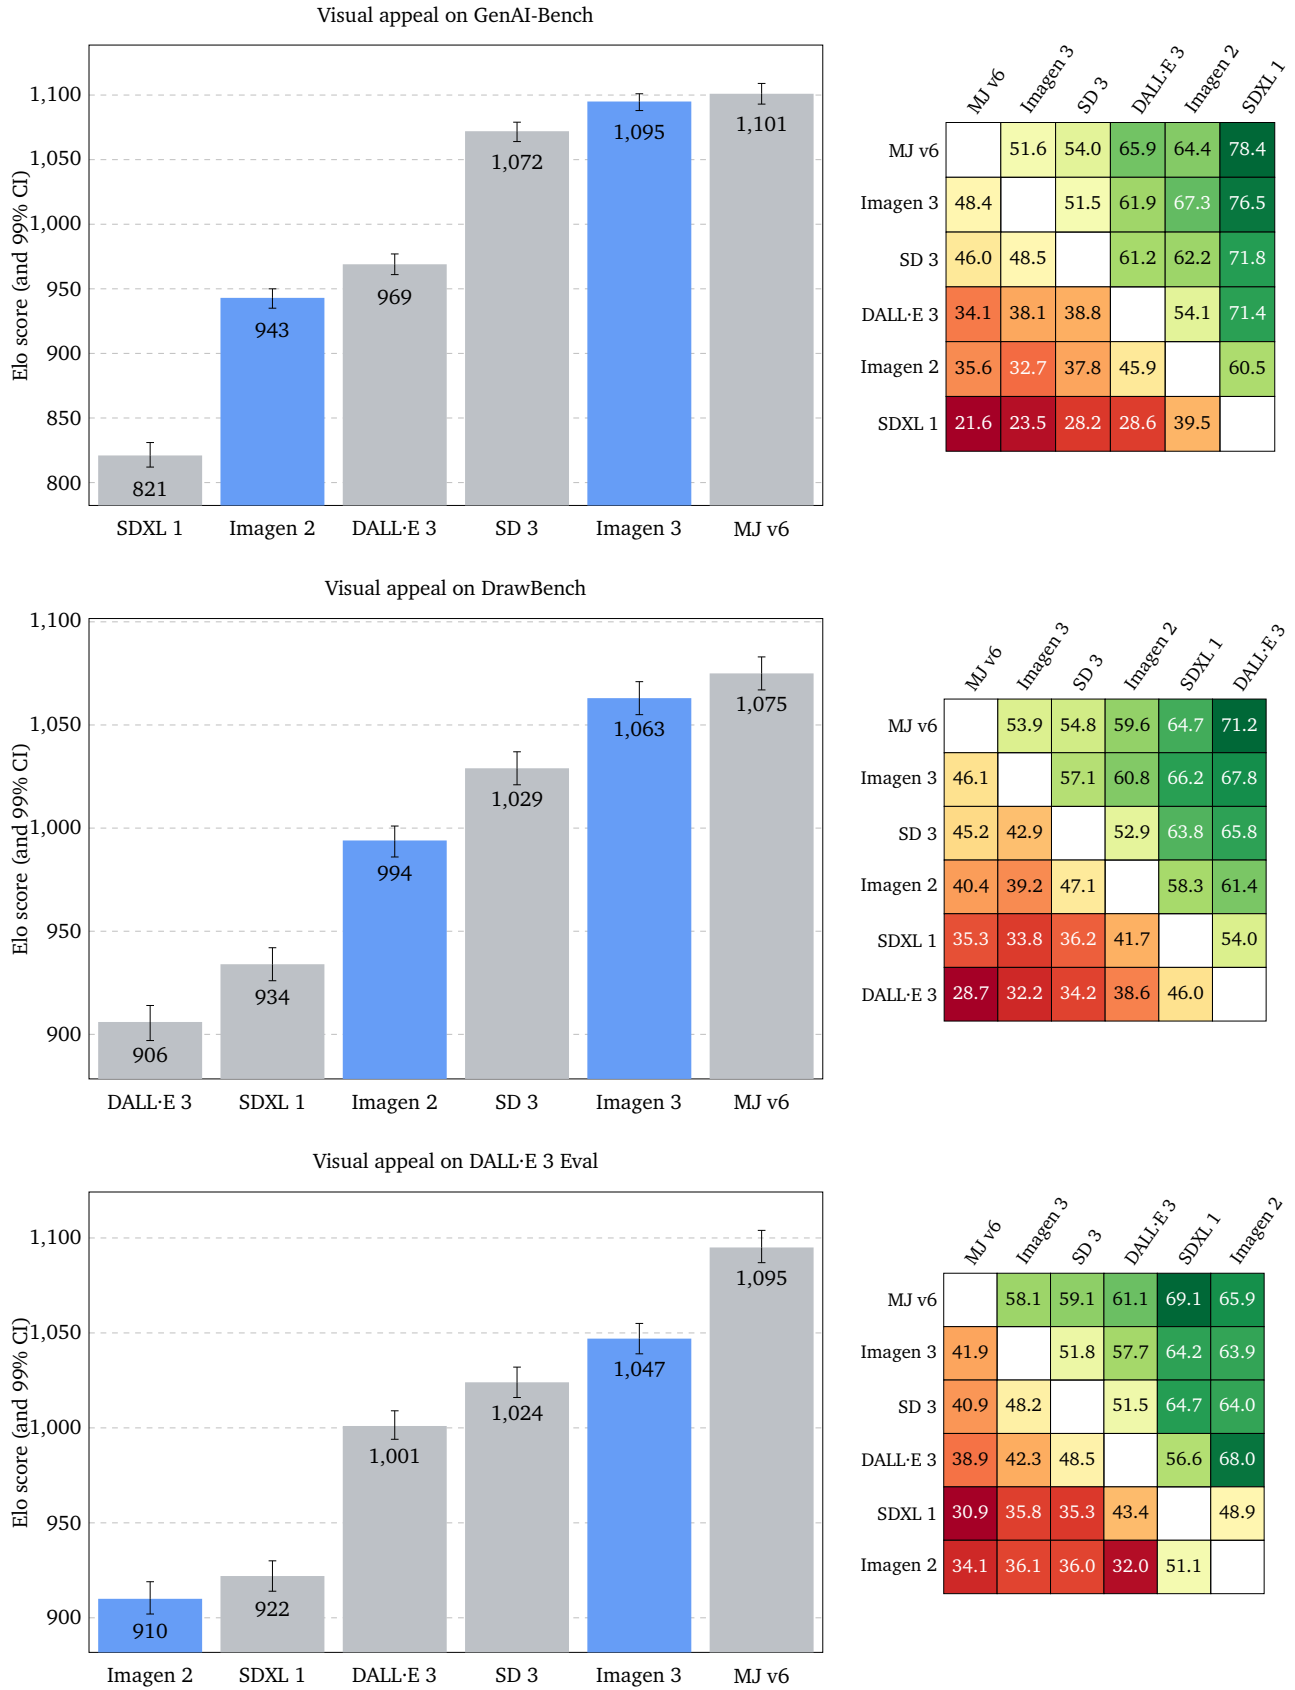 Visual appeal on GenAI-Bench
Elo score (and 99% CI)
1,100
1,050
1,000
950
900
850
800
821
943
969
1,072
1,095
1,101
SDXL 1 Imagen 2 DALL·E 3 SD 3 Imagen 3 MJ v6
MJ v6 Imagen 3 SD 3 DALL·E 3 Imagen 2 SDXL 1
MJ v6 51.6 54.0 65.9 64.4 78.4
Imagen 3 48.4 51.5 61.9 67.3 76.5
SD 3 46.0 48.5 61.2 62.2 71.8
DALL·E 3 34.1 38.1 38.8 54.1 71.4
Imagen 2 35.6 32.7 37.8 45.9 60.5
SDXL 1 21.6 23.5 28.2 28.6 39.5
Visual appeal on DrawBench
Elo score (and 99% CI)
1,100
1,050
1,000
950
900
906
934
994
1,029
1,063
1,075
DALL·E 3 SDXL 1 Imagen 2 SD 3 Imagen 3 MJ v6
MJ v6 Imagen 3 SD 3 Imagen 2 SDXL 1 DALL·E 3
MJ v6 53.9 54.8 59.6 64.7 71.2
Imagen 3 46.1 57.1 60.8 66.2 67.8
SD 3 45.2 42.9 52.9 63.8 65.8
Imagen 2 40.4 39.2 47.1 58.3 61.4
SDXL 1 35.3 33.8 36.2 41.7 54.0
DALL·E 3 28.7 32.2 34.2 38.6 46.0
Visual appeal on DALL·E 3 Eval
Elo score (and 99% CI)
1,100
1,050
1,000
950
900
910
922
1,001
1,024
1,047
1,095
Imagen 2 SDXL 1 DALL·E 3 SD 3 Imagen 3 MJ v6
MJ v6 Imagen 3 SD 3 DALL·E 3 SDXL 1 Imagen 2
MJ v6 58.1 59.1 61.1 69.1 65.9
Imagen 3 41.9 51.8 57.7 64.2 63.9
SD 3 40.9 48.2 51.5 64.7 64.0
DALL·E 3 38.9 42.3 48.5 56.6 68.0
SDXL 1 30.9 35.8 35.3 43.4 48.9
Imagen 2 34.1 36.1 36.0 32.0 51.1